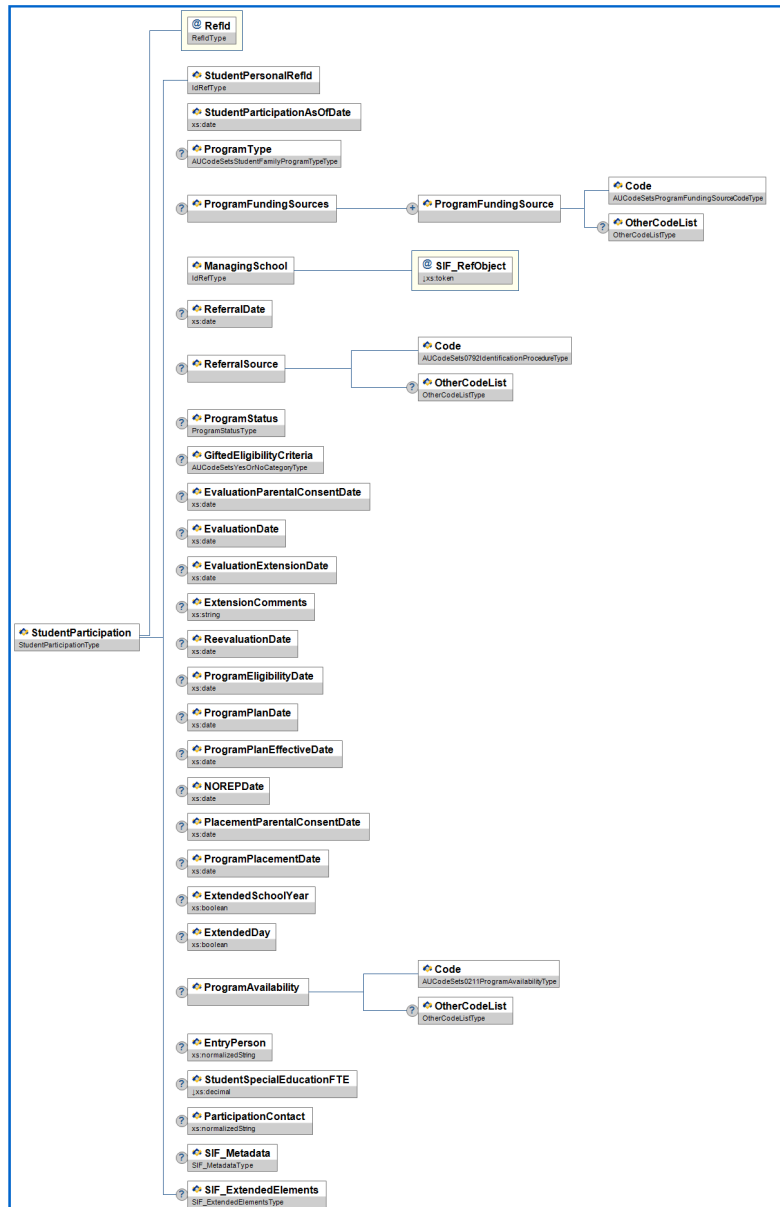 @ RefId
RefIdType
StudentPersonalRefId
IdRefType
StudentParticipationAsOfDate
xs:date
? ProgramType
AUCodeSetsStudentFamilyProgramTypeType
? ProgramFundingSources
+ ProgramFundingSource
Code
AUCodeSetsProgramFundingSourceCodeType
? OtherCodeList
OtherCodeListType
ManagingSchool
IdRefType
@ SIF_RefObject
↓xs:token
? ReferralDate
xs:date
? ReferralSource
Code
AUCodeSets0792IdentificationProcedureType
? OtherCodeList
OtherCodeListType
? ProgramStatus
ProgramStatusType
? GiftedEligibilityCriteria
AUCodeSetsYesOrNoCategoryType
? EvaluationParentalConsentDate
xs:date
? EvaluationDate
xs:date
? EvaluationExtensionDate
xs:date
? ExtensionComments
xs:string
StudentParticipation
StudentParticipationType
? ReevaluationDate
xs:date
? ProgramEligibilityDate
xs:date
? ProgramPlanDate
xs:date
? ProgramPlanEffectiveDate
xs:date
? NOREPDate
xs:date
? PlacementParentalConsentDate
xs:date
? ProgramPlacementDate
xs:date
? ExtendedSchoolYear
xs:boolean
? ExtendedDay
xs:boolean
? ProgramAvailability
Code
AUCodeSets0211ProgramAvailabilityType
? OtherCodeList
OtherCodeListType
? EntryPerson
xs:normalizedString
? StudentSpecialEducationFTE
↓xs:decimal
? ParticipationContact
xs:normalizedString
? SIF_Metadata
SIF_MetadataType
? SIF_ExtendedElements
SIF_ExtendedElementsType